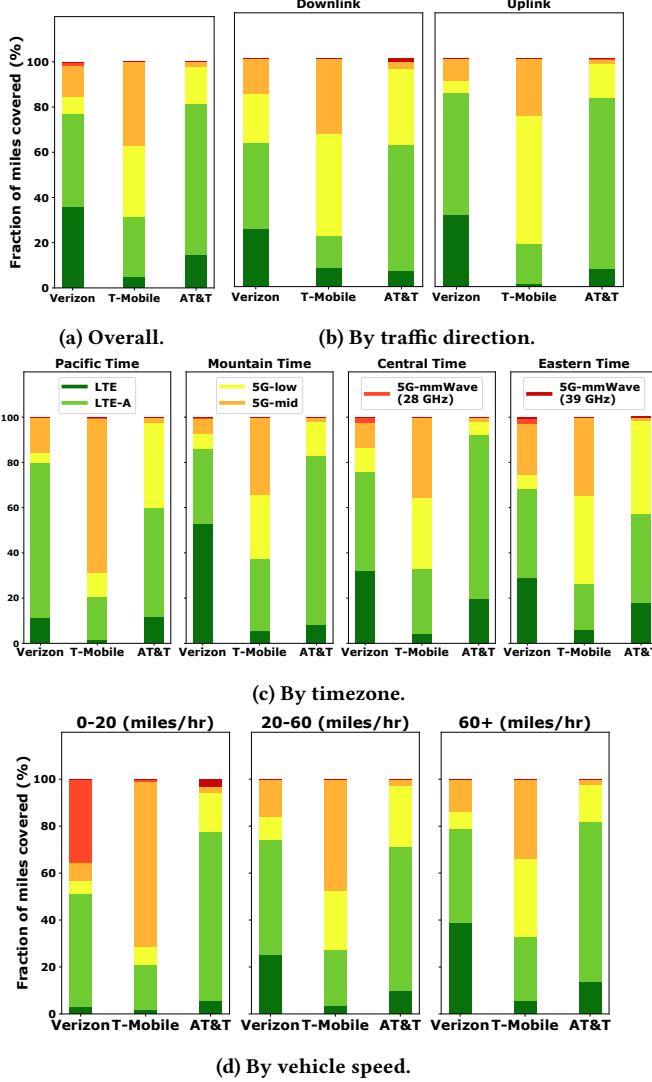 Downlink
Uplink
Fraction of miles covered (%)
100
80
60
40
20
0
Verizon T-Mobile AT&T
Verizon T-Mobile AT&T
Verizon T-Mobile AT&T
(a) Overall.
(b) By traffic direction.
Pacific Time
Mountain Time
Central Time
Eastern Time
LTE
LTE-A
5G-low
5G-mid
5G-mmWave
(28 GHz)
5G-mmWave
(39 GHz)
100
80
60
40
20
0
Verizon T-Mobile AT&T
Verizon T-Mobile AT&T
Verizon T-Mobile AT&T
Verizon T-Mobile AT&T
(c) By timezone.
0-20 (miles/hr)
20-60 (miles/hr)
60+ (miles/hr)
Fraction of miles covered (%)
100
80
60
40
20
0
Verizon T-Mobile AT&T
Verizon T-Mobile AT&T
Verizon T-Mobile AT&T
(d) By vehicle speed.